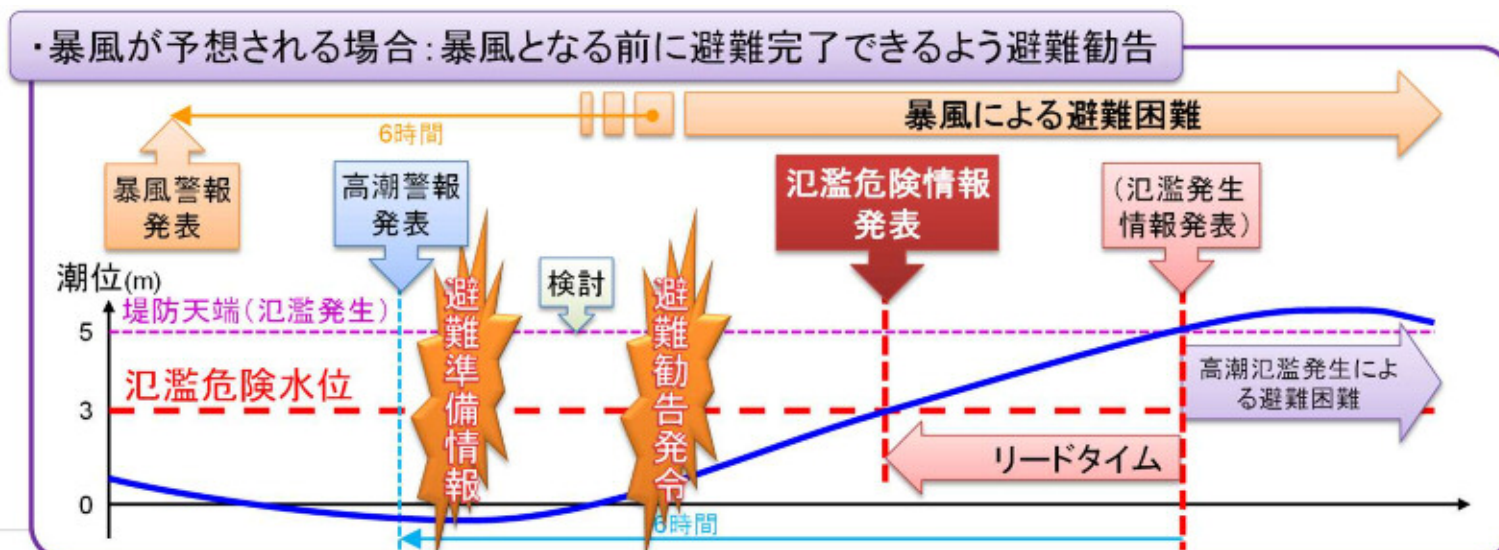 ・暴風が予想される場合：暴風となる前に避難完了できるよう避難勧告
6時間
暴風による避難困難
暴風警報
発表
高潮警報
発表
氾濫危険情報
発表
（氾濫発生
情報発表）
潮位(m)
堤防天端（氾濫発生）
検討
避難準備情報
避難勧告発令
5
氾濫危険水位
高潮氾濫発生によ
る避難困難
3
リードタイム
0
6時間